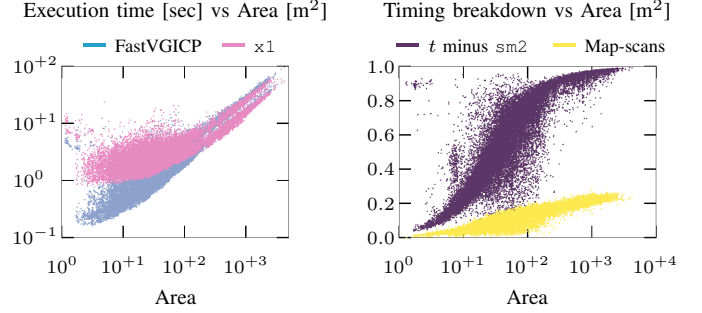 Execution time [sec] vs Area [m²]
FastVGICP x1
10⁺²
10⁺¹
10⁰
10⁻¹
10⁰ 10⁺¹ 10⁺² 10⁺³
Area
Timing breakdown vs Area [m²]
t minus sm2 Map-scans
1.0
0.8
0.6
0.4
0.2
0.0
10⁰ 10⁺¹ 10⁺² 10⁺³ 10⁺⁴
Area